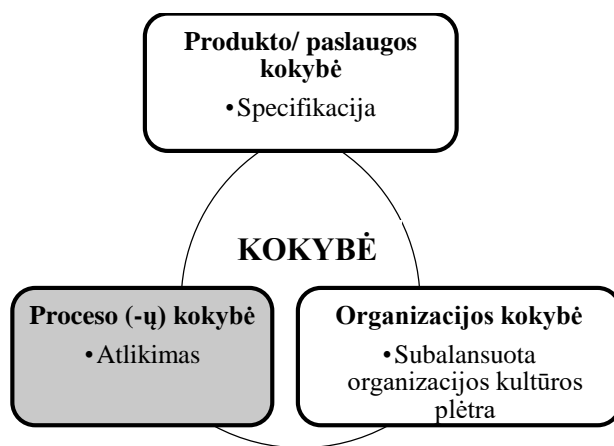 Produkto/ paslaugos
kokybė
•Specifikacija
KOKYBĖ
Proceso (-ų) kokybė
•Atlikimas
Organizacijos kokybė
•Subalansuota
organizacijos kultūros
plėtra